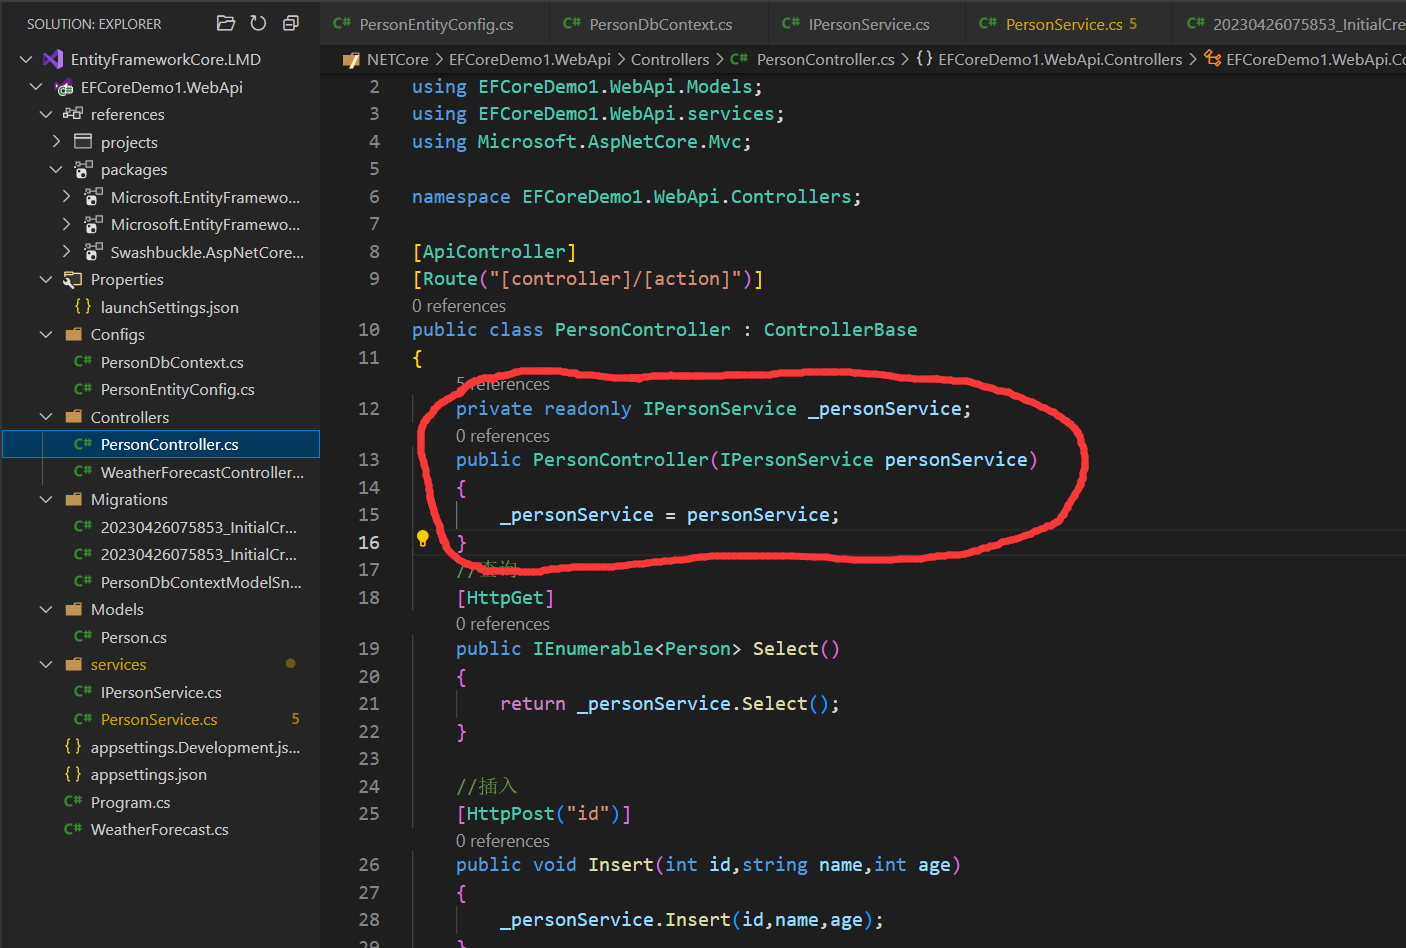 SOLUTION: EXPLORER
EntityFrameworkCore.LMD
EFCoreDemo1.WebApi
references
projects
packages
Microsoft.EntityFramewo...
Microsoft.EntityFramewo...
Swashbuckle.AspNetCore...
Properties
launchSettings.json
Configs
PersonDbContext.cs
PersonEntityConfig.cs
Controllers
PersonController.cs
WeatherForecastController...
Migrations
20230426075853_InitialCr...
20230426075853_InitialCr...
PersonDbContextModelSn...
Models
Person.cs
services
IPersonService.cs
PersonService.cs 5
appsettings.Development.js...
appsettings.json
Program.cs
WeatherForecast.cs
PersonEntityConfig.cs PersonDbContext.cs IPersonService.cs PersonService.cs 5 20230426075853_InitialCre
NETCore > EFCoreDemo1.WebApi > Controllers > PersonController.cs > {} EFCoreDemo1.WebApi.Controllers > EFCoreDemo1.WebApi.Co
2 using EFCoreDemo1.WebApi.Models;
3 using EFCoreDemo1.WebApi.services;
4 using Microsoft.AspNetCore.Mvc;
5
6 namespace EFCoreDemo1.WebApi.Controllers;
7
8 [ApiController]
9 [Route("[controller]/[action]")]
0 references
10 public class PersonController : ControllerBase
11 {
5 references
12 private readonly IPersonService _personService;
0 references
13 public PersonController(IPersonService personService)
14 {
15 _personService = personService;
16 }
17 //查询
18 [HttpGet]
0 references
19 public IEnumerable<Person> Select()
20 {
21 return _personService.Select();
22 }
23
24 //插入
25 [HttpPost("id")]
0 references
26 public void Insert(int id,string name,int age)
27 {
28 _personService.Insert(id,name,age);
29 }